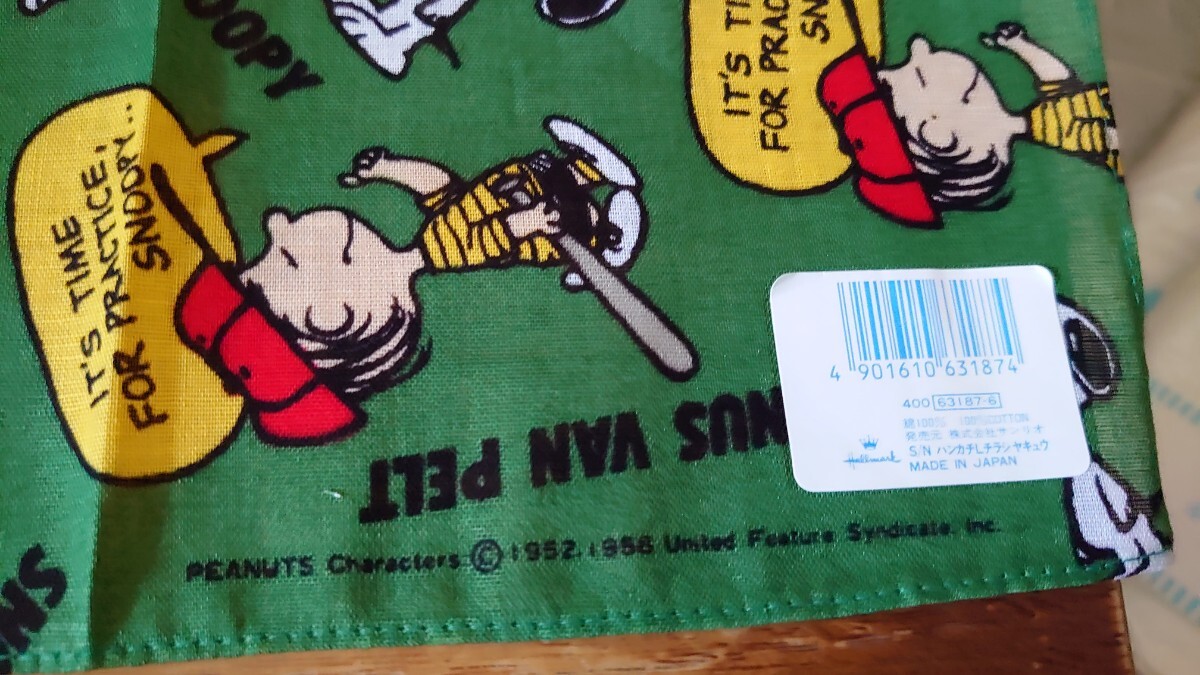 OOPY
IT'S TIME
FOR PRAC
SN
IT'S TIME
FOR PRACTICE,
SNOOPY..
NUS VAN PELT
4 901610 631874
400 63187-6
綿100% 100%COTTON
発売元 株式会社サンリオ
S/N ハンカチLチラシヤキュウ
Hallmark
MADE IN JAPAN
PEANUTS Characters © 1952, 1966 United Feature Syndicate, Inc.
SN